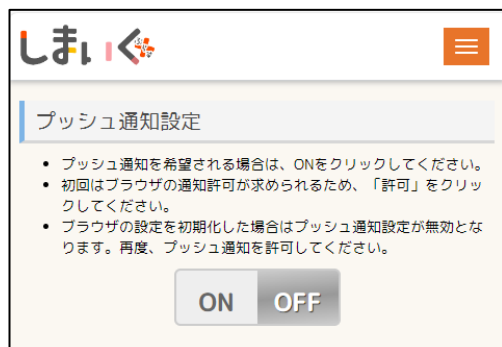 しまいく
プッシュ通知設定
• プッシュ通知を希望される場合は、ONをクリックしてください。
• 初回はブラウザの通知許可が求められるため、「許可」をクリッ
クしてください。
• ブラウザの設定を初期化した場合はプッシュ通知設定が無効とな
ります。再度、プッシュ通知を許可してください。
ON OFF